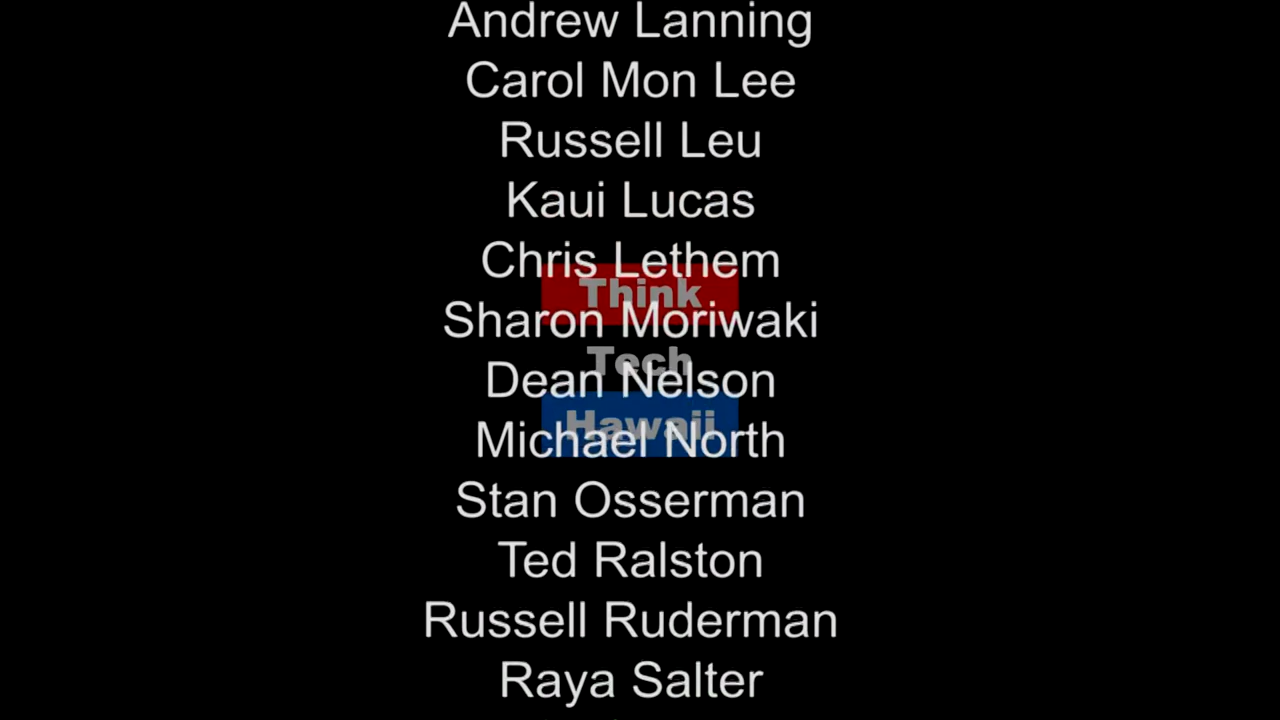 Andrew Lanning
Carol Mon Lee
Russell Leu
Kaui Lucas
Chris Lethem
Think
Sharon Moriwaki
Tech
Dean Nelson
Hawaii
Michael North
Stan Osserman
Ted Ralston
Russell Ruderman
Raya Salter